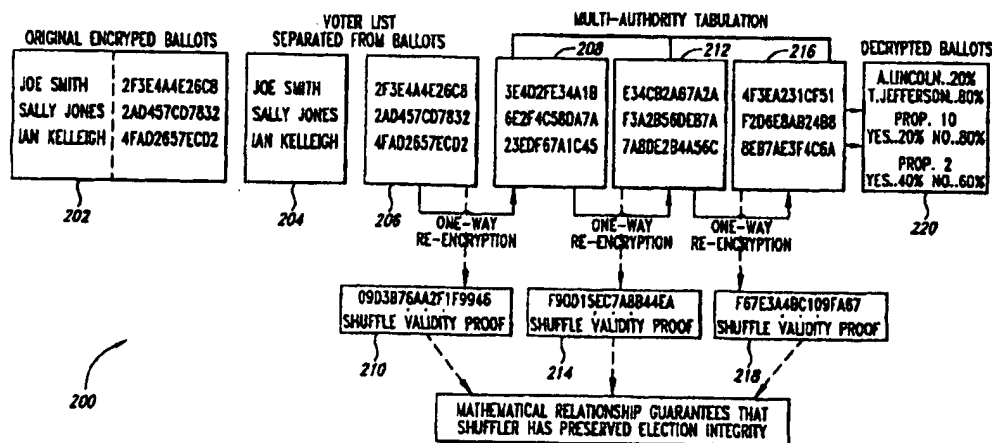 MULTI-AUTHORITY TABULATION
ORIGINAL ENCRYPED BALLOTS
VOTER LIST
SEPARATED FROM BALLOTS
208
212
216
DECRYPTED BALLOTS
JOE SMITH 2F3E4A4E26C8
SALLY JONES 2AD457CD7832
IAN KELLEIGH 4FAD2657ECD2
202
JOE SMITH
SALLY JONES
IAN KELLEIGH
204
2F3E4A4E26C8
2AD457CD7832
4FAD2657ECD2
206
3E4D2FE34A1B
6E2F4C58DA7A
23EDF67A1C45
E34CB2A67A2A
F3A2B56DEB7A
7A8DE2B4A56C
4F3EA231CF51
F2D6E8AB24B8
8EB7AE3F4C6A
A.LINCOLN..20%
T.JEFFERSON..80%
PROP. 10
YES..20% NO..80%
PROP. 2
YES..40% NO..60%
220
ONE-WAY
RE-ENCRYPTION
ONE-WAY
RE-ENCRYPTION
ONE-WAY
RE-ENCRYPTION
09D3B76AA2F1F9946
SHUFFLE VALIDITY PROOF
210
F90D15EC7A8B44EA
SHUFFLE VALIDITY PROOF
214
F67E3A4BC109FA67
SHUFFLE VALIDITY PROOF
218
200
MATHEMATICAL RELATIONSHIP GUARANTEES THAT
SHUFFLER HAS PRESERVED ELECTION INTEGRITY